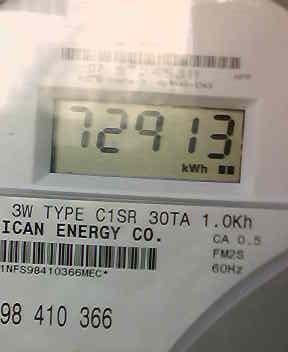 72913
kWh
3W TYPE C1SR 30TA 1.0Kh
ICAN ENERGY CO.
CA 0.5
FM2S
60Hz
1NFS98410366MEC*
98 410 366